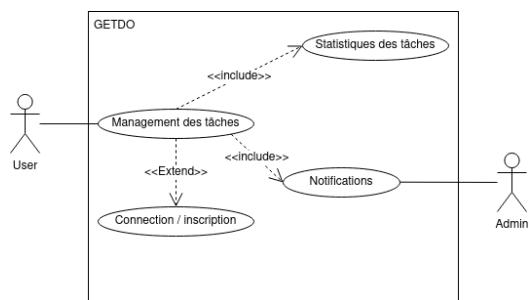 GETDO
Statistiques des tâches
<<include>>
Management des tâches
User
<<include>>
<<Extend>>
Notifications
Connection / inscription
Admin